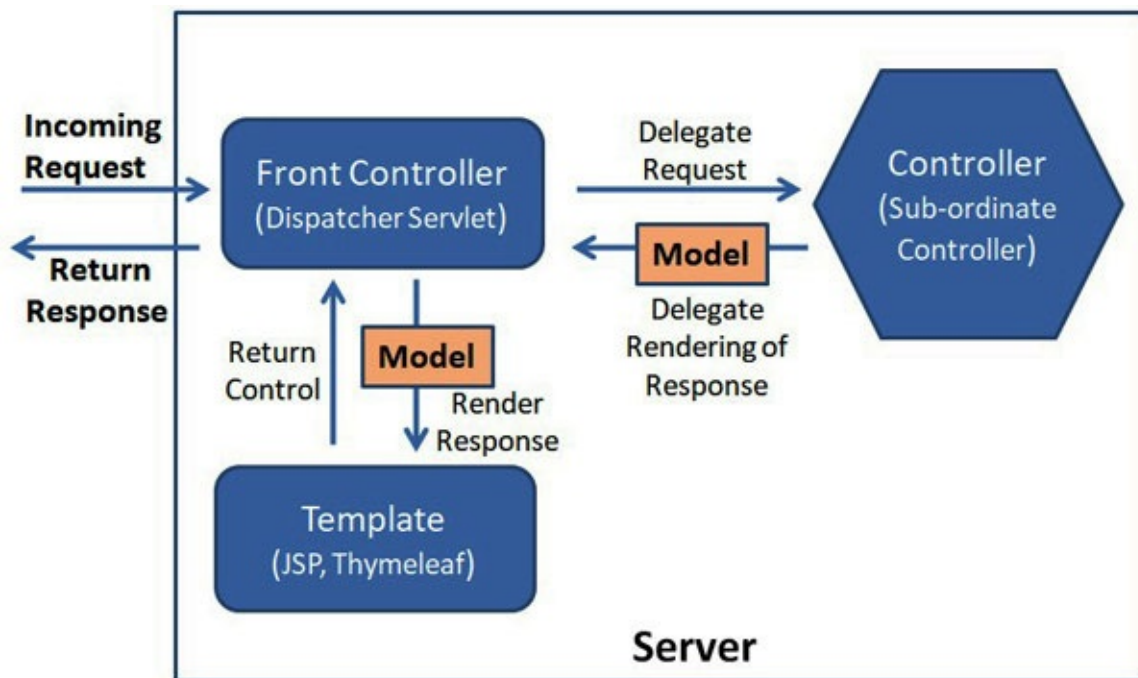 Incoming
Request
Return
Response
Front Controller
(Dispatcher Servlet)
Delegate
Request
Controller
(Sub-ordinate
Controller)
Model
Delegate
Rendering of
Response
Return
Control
Model
Render
Response
Template
(JSP, Thymeleaf)
Server